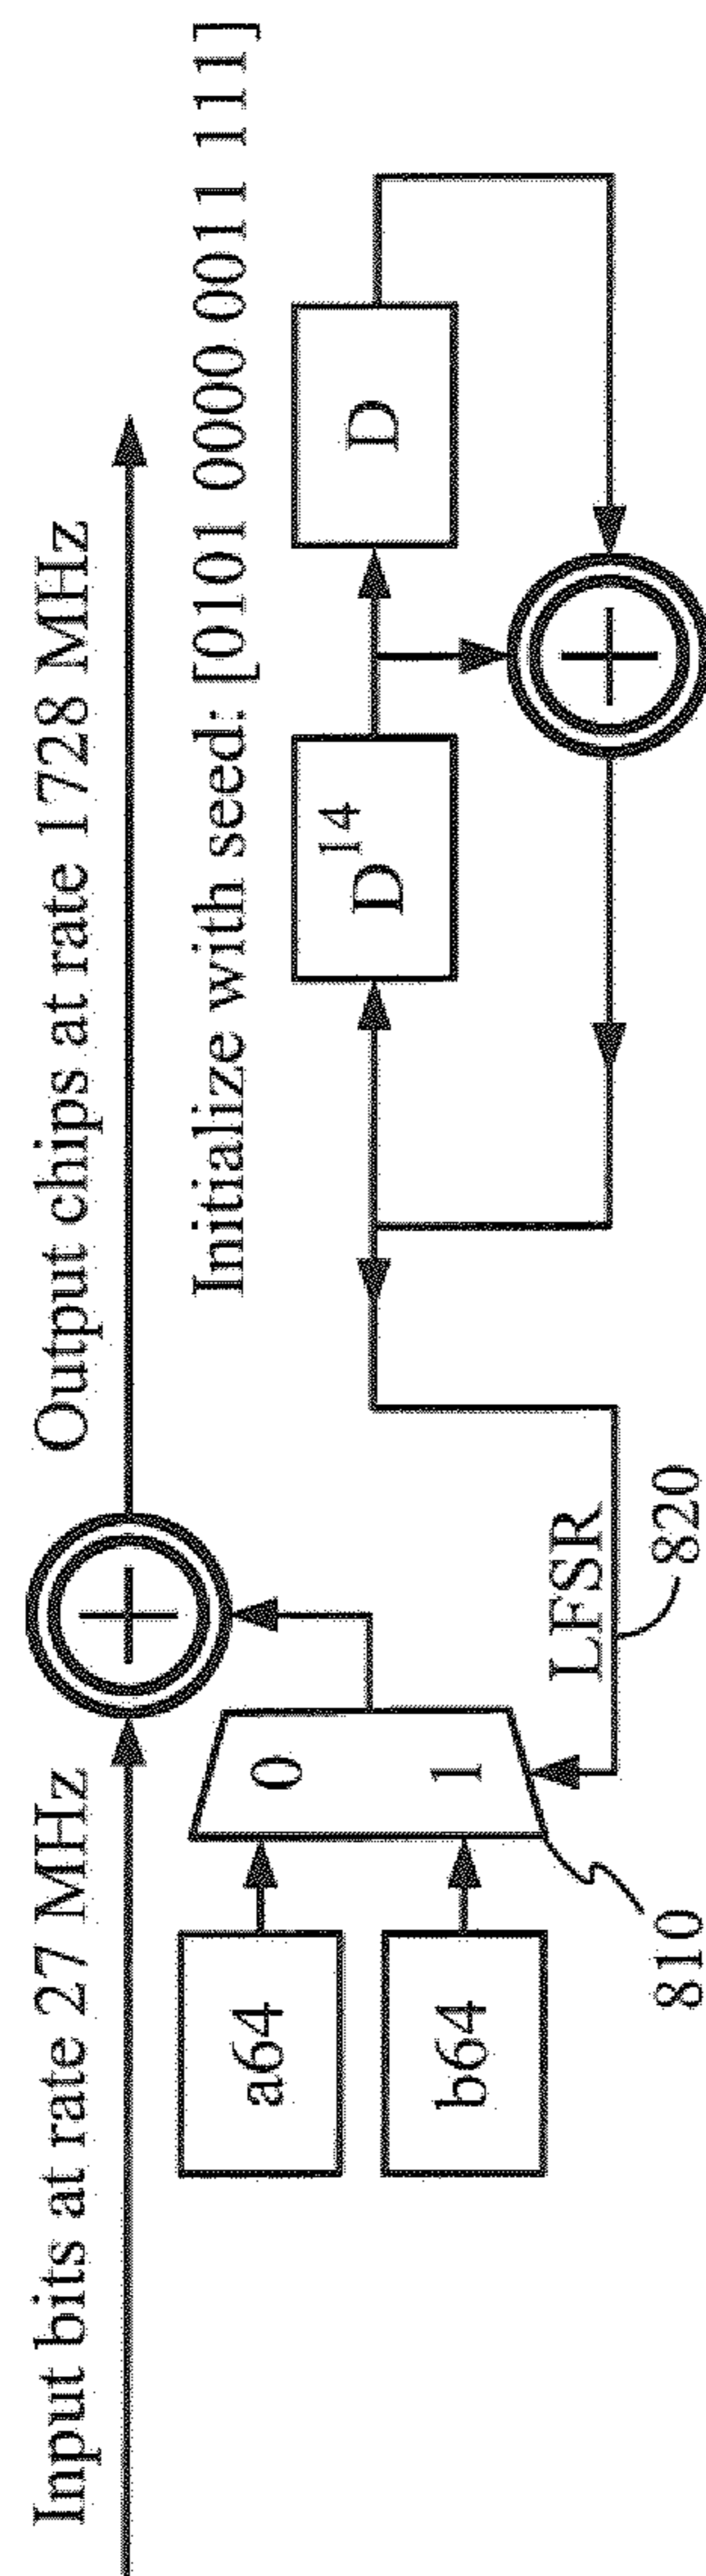 Input bits at rate 27 MHz
Output chips at rate 1728 MHz
Initialize with seed: [0101 0000 0011 111]
a64
b64
0
1
810
LFSR
820
D14
D